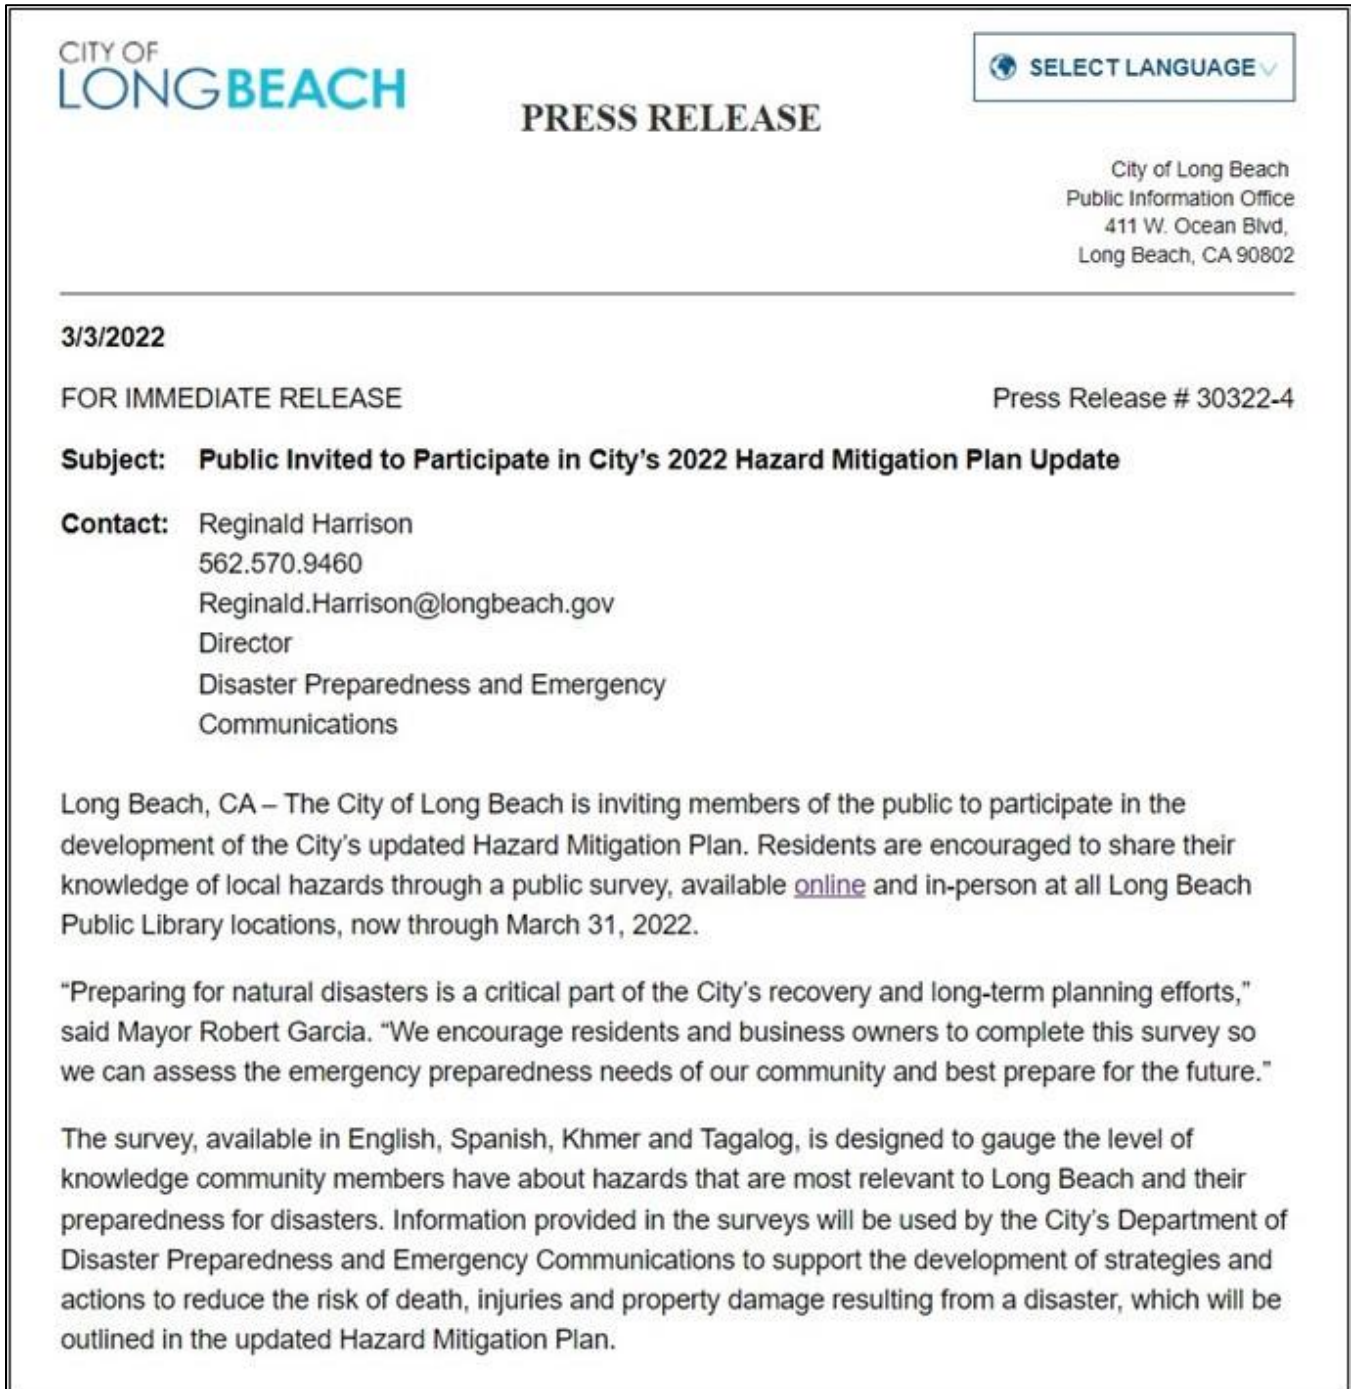 CITY OF
LONGBEACH
SELECT LANGUAGE
PRESS RELEASE
City of Long Beach
Public Information Office
411 W. Ocean Blvd,
Long Beach, CA 90802
3/3/2022
FOR IMMEDIATE RELEASE Press Release # 30322-4
Subject: Public Invited to Participate in City’s 2022 Hazard Mitigation Plan Update
Contact: Reginald Harrison
562.570.9460
Reginald.Harrison@longbeach.gov
Director
Disaster Preparedness and Emergency
Communications
Long Beach, CA – The City of Long Beach is inviting members of the public to participate in the
development of the City’s updated Hazard Mitigation Plan. Residents are encouraged to share their
knowledge of local hazards through a public survey, available online and in-person at all Long Beach
Public Library locations, now through March 31, 2022.
“Preparing for natural disasters is a critical part of the City’s recovery and long-term planning efforts,”
said Mayor Robert Garcia. “We encourage residents and business owners to complete this survey so
we can assess the emergency preparedness needs of our community and best prepare for the future.”
The survey, available in English, Spanish, Khmer and Tagalog, is designed to gauge the level of
knowledge community members have about hazards that are most relevant to Long Beach and their
preparedness for disasters. Information provided in the surveys will be used by the City’s Department of
Disaster Preparedness and Emergency Communications to support the development of strategies and
actions to reduce the risk of death, injuries and property damage resulting from a disaster, which will be
outlined in the updated Hazard Mitigation Plan.